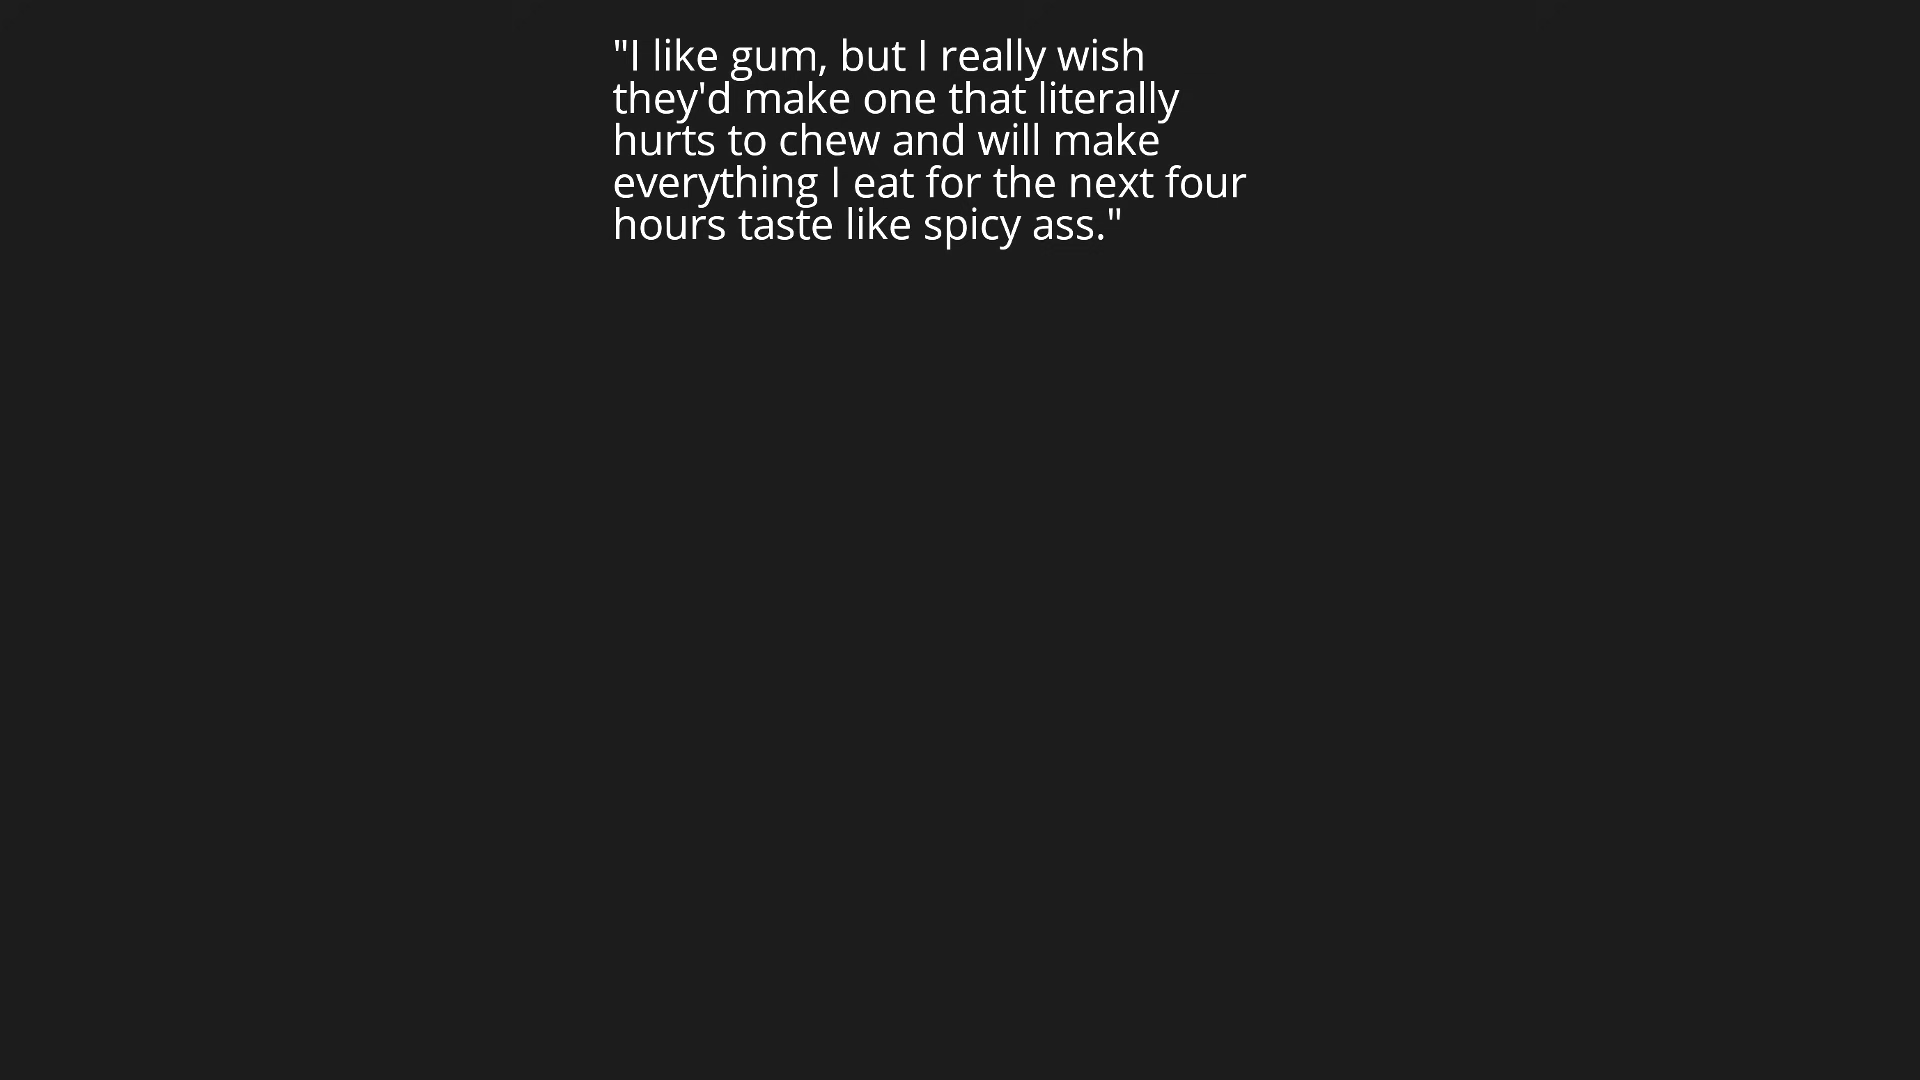 "I like gum, but I really wish
they'd make one that literally
hurts to chew and will make
everything I eat for the next four
hours taste like spicy ass."